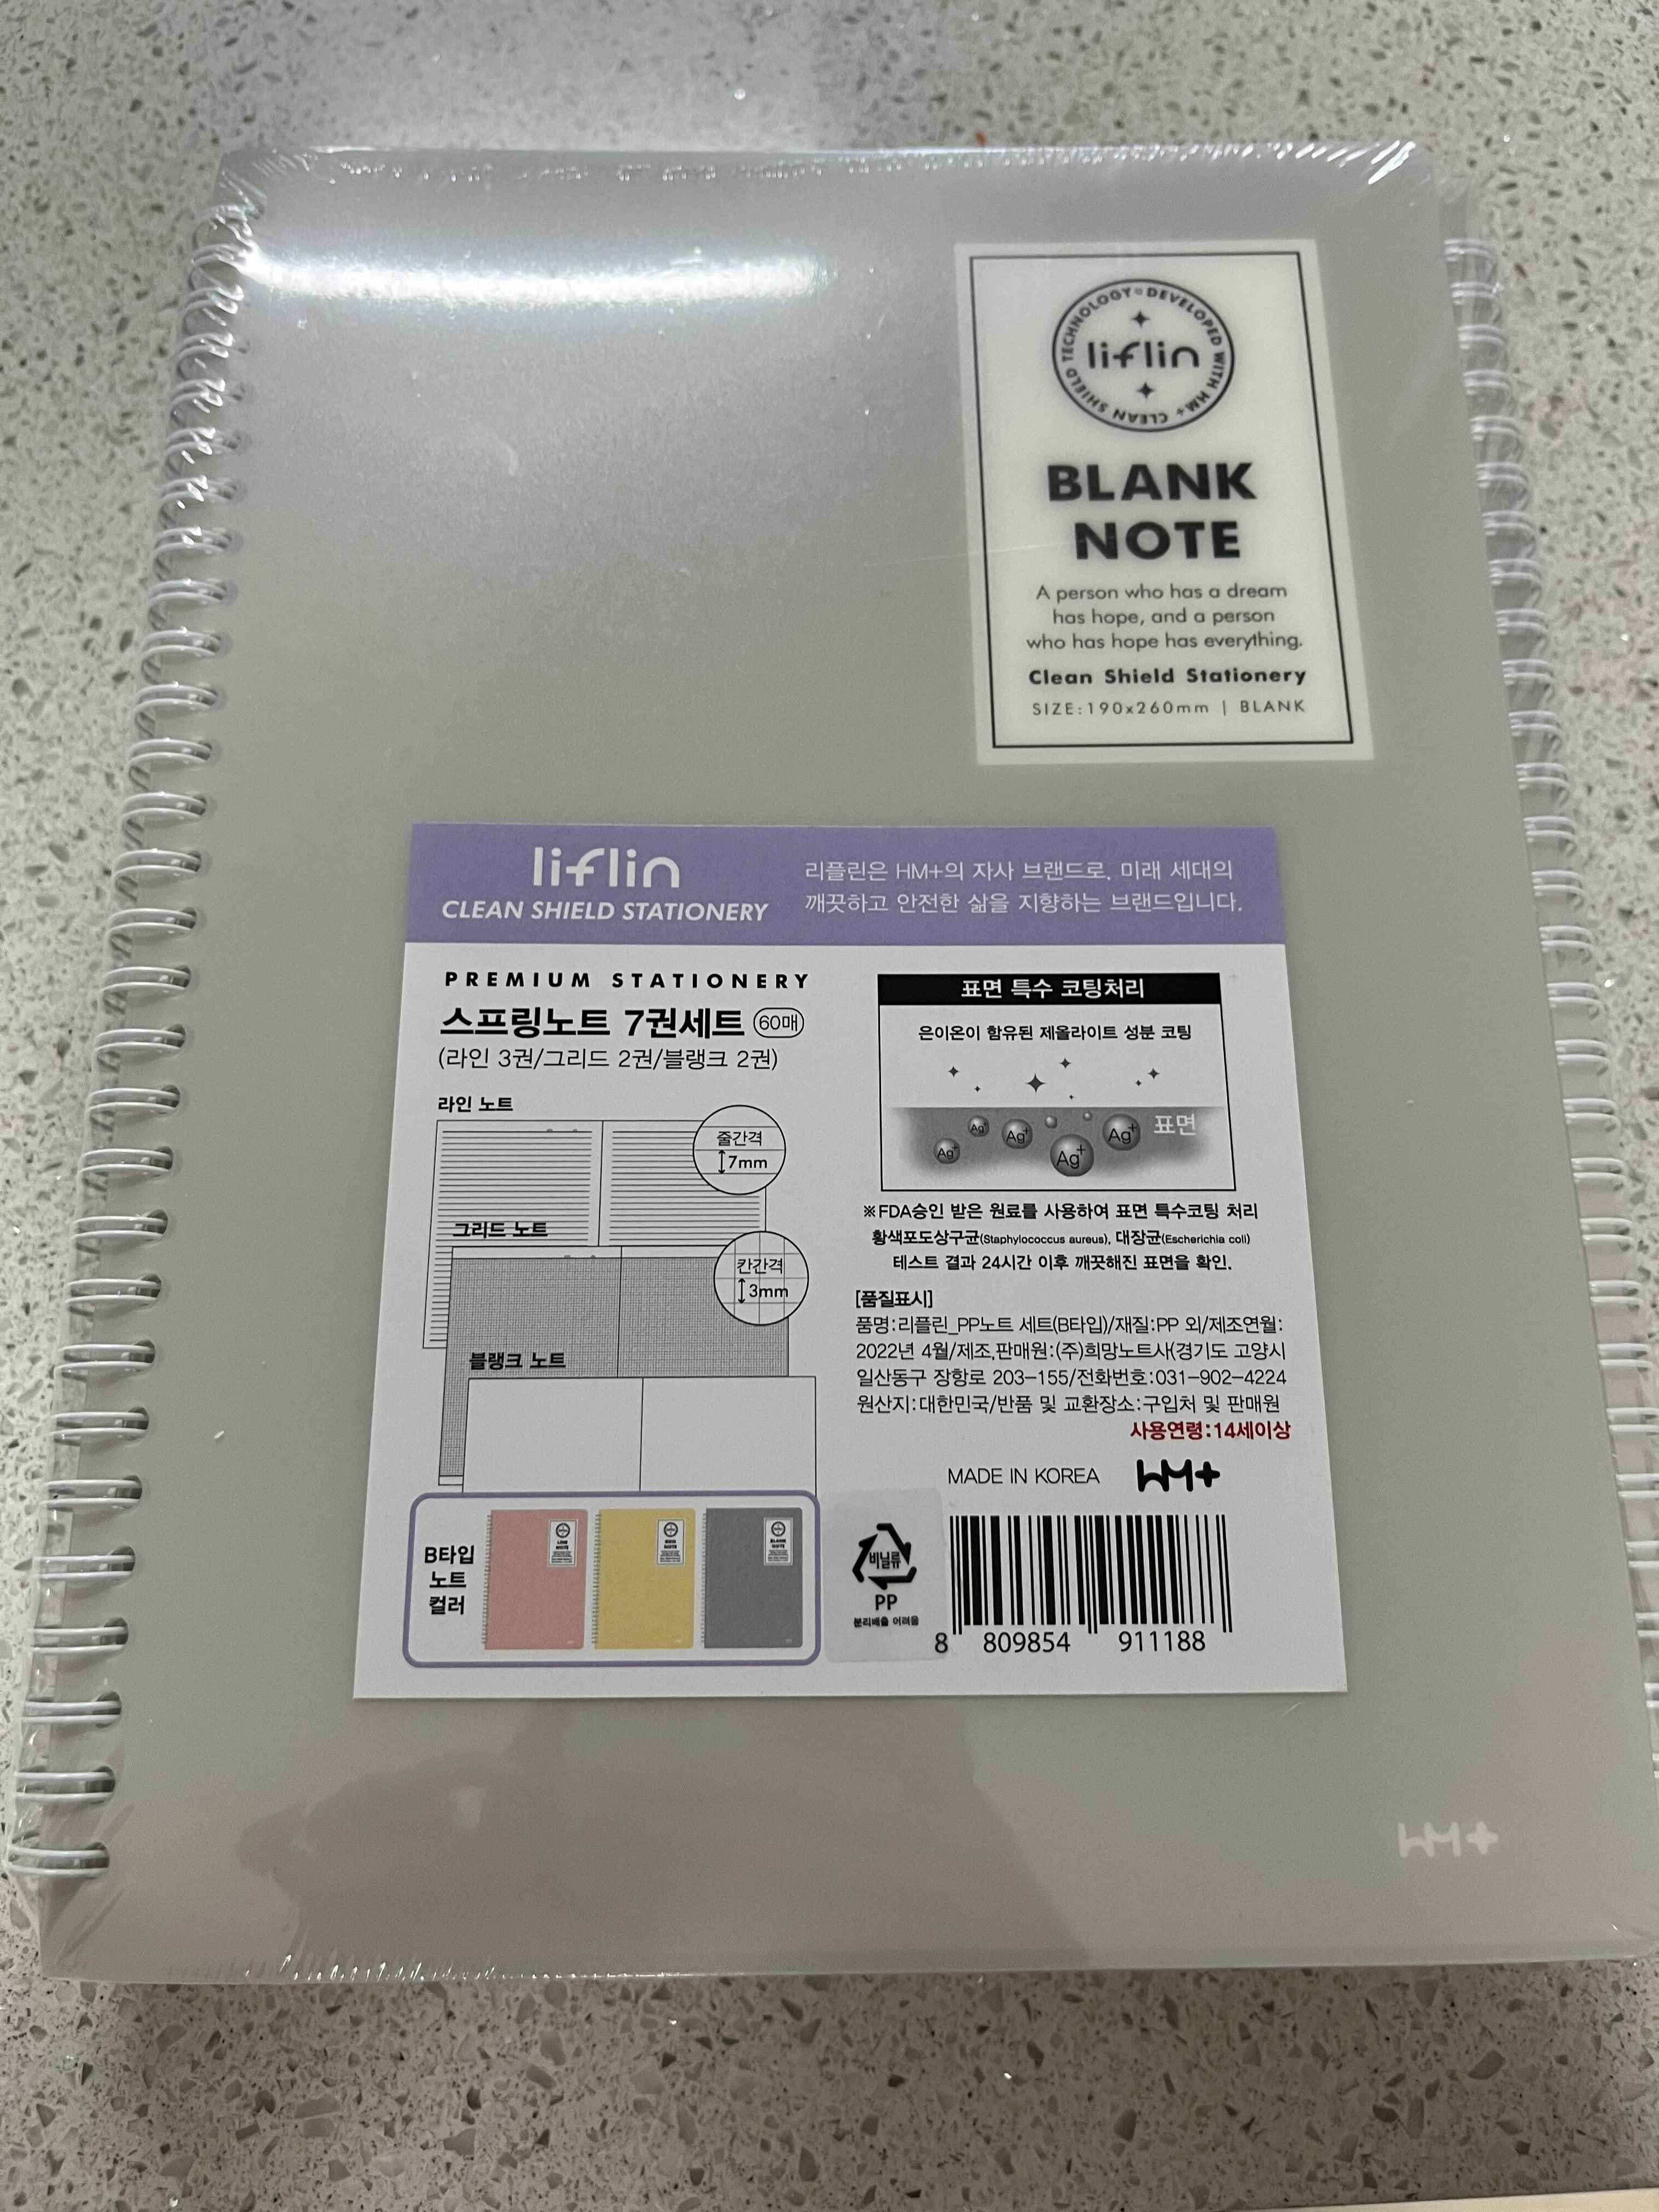 CLEAN SHIELD TECHNOLOGY DEVELOPED WITH HM+
liflin
BLANK
NOTE
A person who has a dream
has hope, and a person
who has hope has everything.
Clean Shield Stationery
SIZE:190x260mm | BLANK
liflin
CLEAN SHIELD STATIONERY
리플린은 HM+의 자사 브랜드로, 미래 세대의
깨끗하고 안전한 삶을 지향하는 브랜드입니다.
PREMIUM STATIONERY
스프링노트 7권세트 60매
(라인 3권/그리드 2권/블랭크 2권)
라인 노트
줄간격
7mm
그리드 노트
칸간격
3mm
블랭크 노트
B타입
노트
컬러
표면 특수 코팅처리
은이온이 함유된 제올라이트 성분 코팅
표면
Ag+
Ag+
Ag+
Ag+
Ag+
※FDA승인 받은 원료를 사용하여 표면 특수코팅 처리
황색포도상구균(Staphylococcus aureus), 대장균(Escherichia coli)
테스트 결과 24시간 이후 깨끗해진 표면을 확인.
[품질표시]
품명:리플린_PP노트 세트(B타입)/재질:PP 외/제조연월:
2022년 4월/제조,판매원:(주)희망노트사(경기도 고양시
일산동구 장항로 203-155/전화번호:031-902-4224
원산지:대한민국/반품 및 교환장소:구입처 및 판매원
사용연령:14세이상
MADE IN KOREA HM+
비닐류
PP
분리배출 어려움
8 809854 911188
HM+